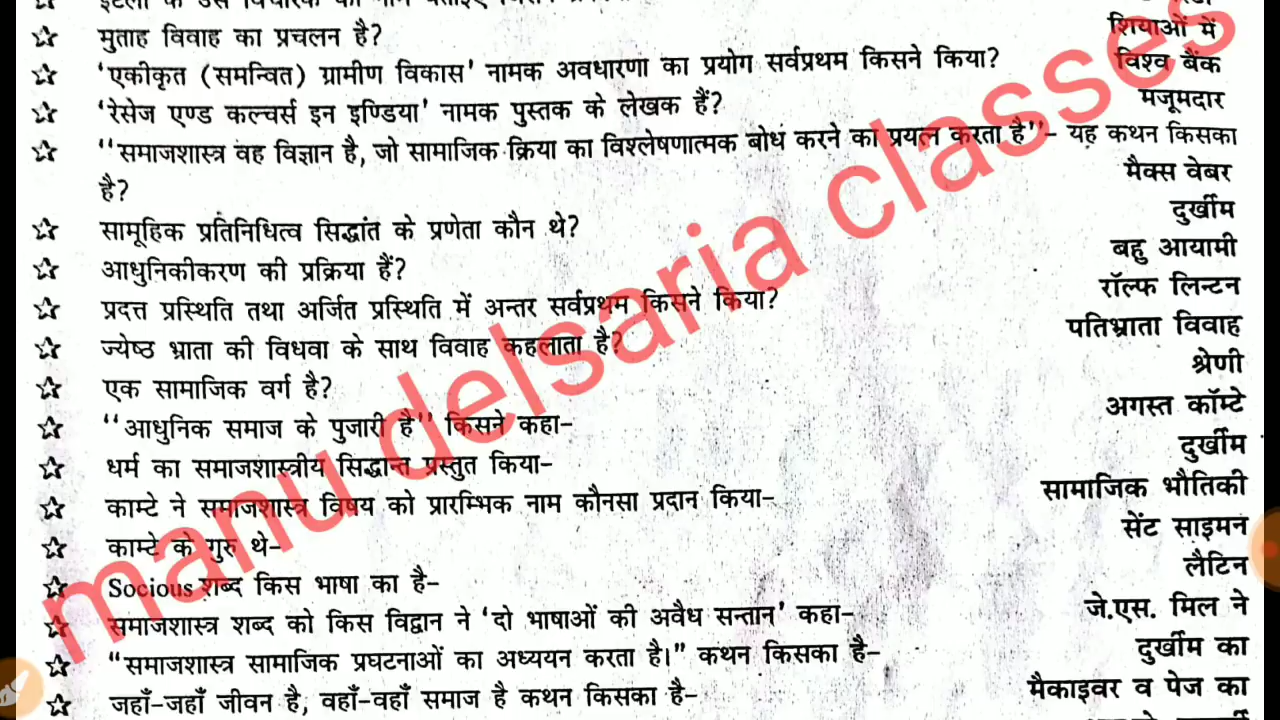 मुताह विवाह का प्रचलन है? शियाओं में
'एकीकृत (समन्वित) ग्रामीण विकास' नामक अवधारणा का प्रयोग सर्वप्रथम किसने किया? विश्व बैंक
'रेसेज एण्ड कल्चर्स इन इण्डिया' नामक पुस्तक के लेखक हैं? मजूमदार
''समाजशास्त्र वह विज्ञान है, जो सामाजिक क्रिया का विश्लेषणात्मक बोध करने का प्रयत्न करता है''- यह कथन किसका
है? मैक्स वेबर
सामूहिक प्रतिनिधित्व सिद्धांत के प्रणेता कौन थे? दुर्खीम
आधुनिकीकरण की प्रक्रिया हैं? बहु आयामी
प्रदत्त प्रस्थिति तथा अर्जित प्रस्थिति में अन्तर सर्वप्रथम किसने किया? रॉल्फ लिन्टन
ज्येष्ठ भ्राता की विधवा के साथ विवाह कहलाता है? पतिभ्राता विवाह
एक सामाजिक वर्ग है? श्रेणी
''आधुनिक समाज के पुजारी है'' किसने कहा- अगस्त कॉम्टे
धर्म का समाजशास्त्रीय सिद्धान्त प्रस्तुत किया- दुर्खीम
काम्टे ने समाजशास्त्र विषय को प्रारम्भिक नाम कौनसा प्रदान किया- सामाजिक भौतिकी
काम्टे के गुरु थे- सेंट साइमन
Socious शब्द किस भाषा का है- लैटिन
समाजशास्त्र शब्द को किस विद्वान ने 'दो भाषाओं की अवैध सन्तान' कहा- जे.एस. मिल ने
"समाजशास्त्र सामाजिक प्रघटनाओं का अध्ययन करता है।" कथन किसका है- दुर्खीम का
जहाँ-जहाँ जीवन है, वहाँ-वहाँ समाज है कथन किसका है- मैकाइवर व पेज का
manu delsaria classes